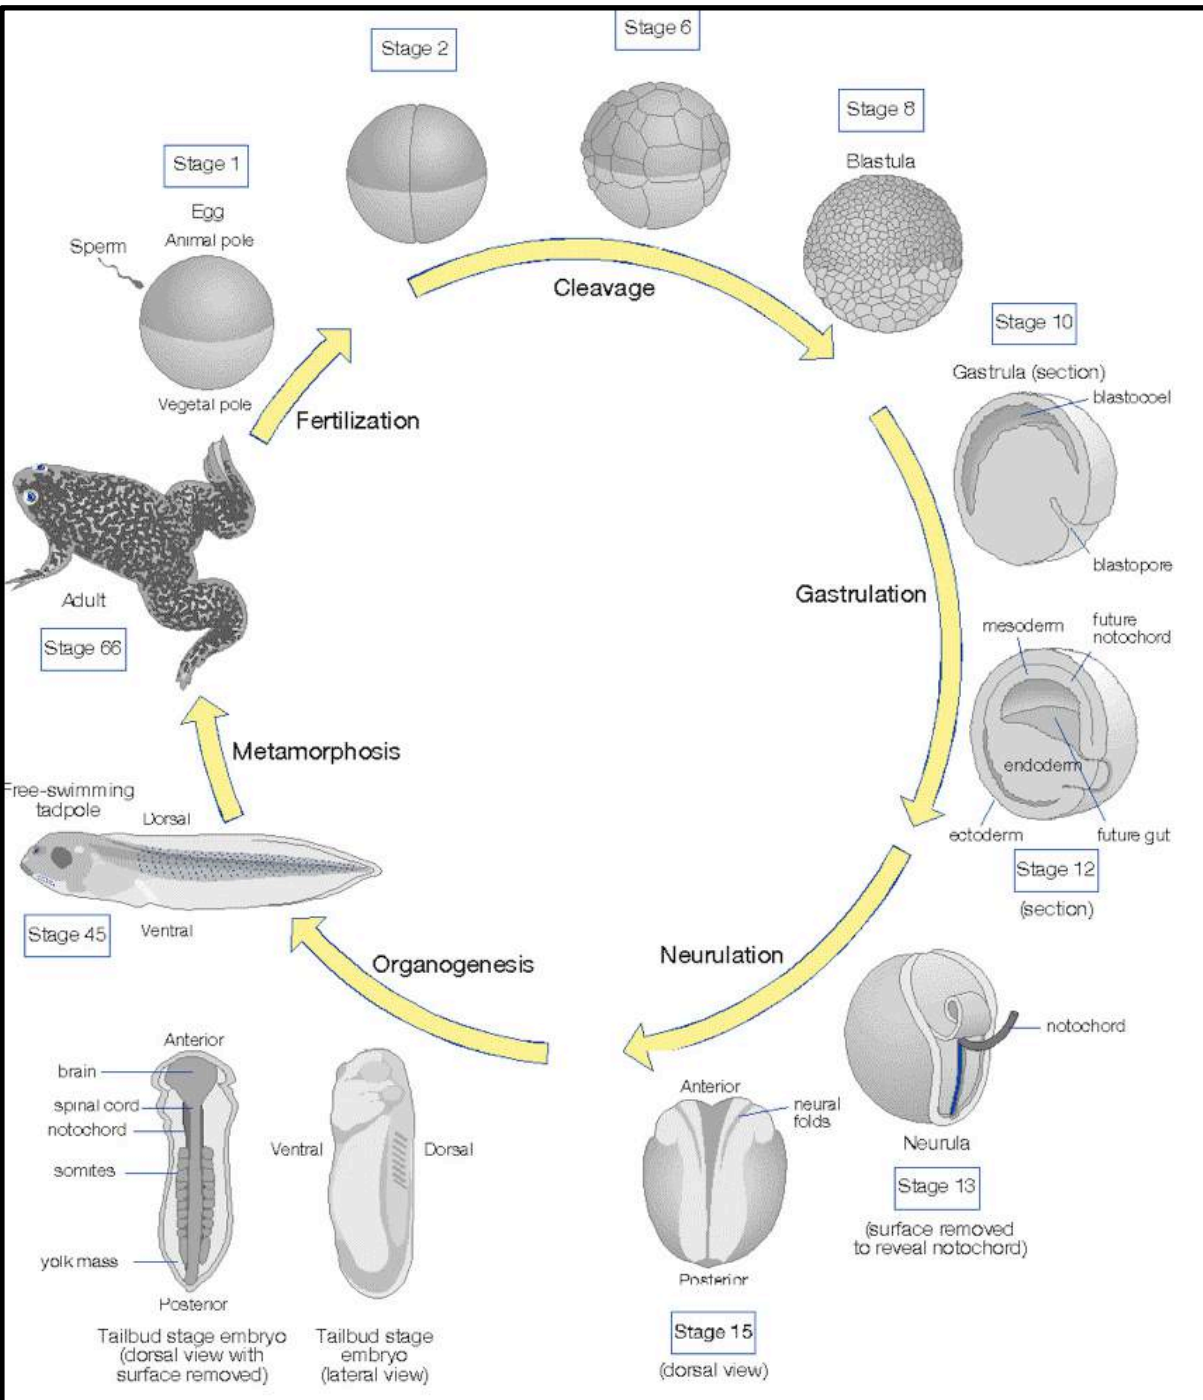 Stage 1
Egg
Animal pole
Sperm
Vegetal pole
Fertilization
Stage 2
Stage 6
Cleavage
Stage 8
Blastula
Stage 10
Gastrula (section)
blastocoel
blastopore
Gastrulation
mesoderm
future
notochord
endoderm
ectoderm
future gut
Stage 12
(section)
Neurulation
notochord
Neurula
Stage 13
(surface removed
to reveal notochord)
Anterior
neural
folds
Posterior
Stage 15
(dorsal view)
Organogenesis
Ventral
Dorsal
Tailbud stage
embryo
(lateral view)
Anterior
brain
spinal cord
notochord
somites
yolk mass
Posterior
Tailbud stage embryo
(dorsal view with
surface removed)
Free-swimming
tadpole
Dorsal
Ventral
Stage 45
Metamorphosis
Adult
Stage 66